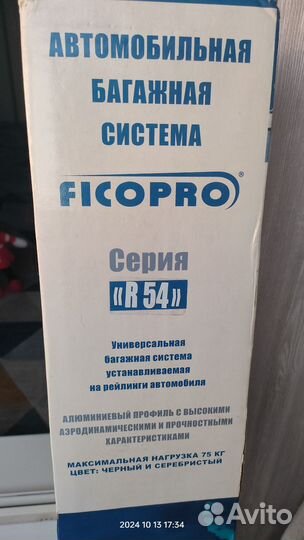 АВТОМОБИЛЬНАЯ
БАГАЖНАЯ
СИСТЕМА
FICOPRO®
Серия
«R 54»
Универсальная
багажная система
устанавливаемая
на рейлинги автомобиля
АЛЮМИНИЕВЫЙ ПРОФИЛЬ С ВЫСОКИМИ
АЭРОДИНАМИЧЕСКИМИ И ПРОЧНОСТНЫМИ
ХАРАКТЕРИСТИКАМИ
МАКСИМАЛЬНАЯ НАГРУЗКА 75 КГ
ЦВЕТ: ЧЕРНЫЙ И СЕРЕБРИСТЫЙ
2024 10 13 17:34
Avito